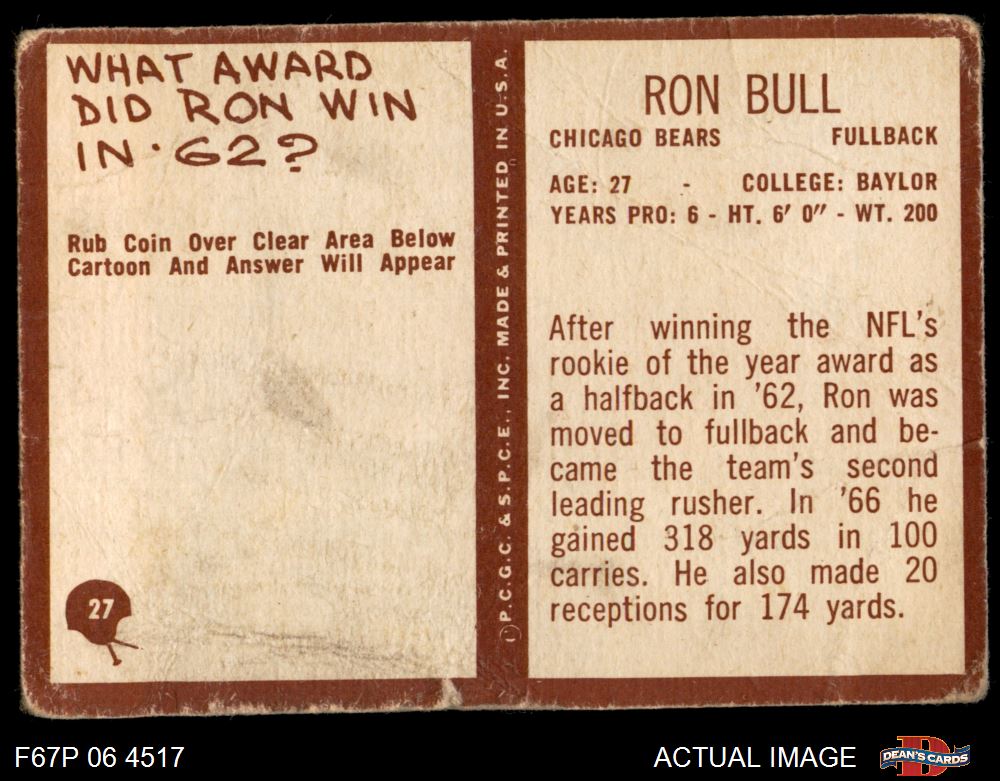 WHAT AWARD
DID RON WIN
IN '62?
Rub Coin Over Clear Area Below
Cartoon And Answer Will Appear
27
©P.C.G.C. & S.P.C.E., INC. MADE & PRINTED IN U.S.A.
RON BULL
CHICAGO BEARS FULLBACK
AGE: 27 - COLLEGE: BAYLOR
YEARS PRO: 6 - HT. 6' 0" - WT. 200
After winning the NFL's
rookie of the year award as
a halfback in '62, Ron was
moved to fullback and be-
came the team's second
leading rusher. In '66 he
gained 318 yards in 100
carries. He also made 20
receptions for 174 yards.
F67P 06 4517
ACTUAL IMAGE
DEAN'S CARDS